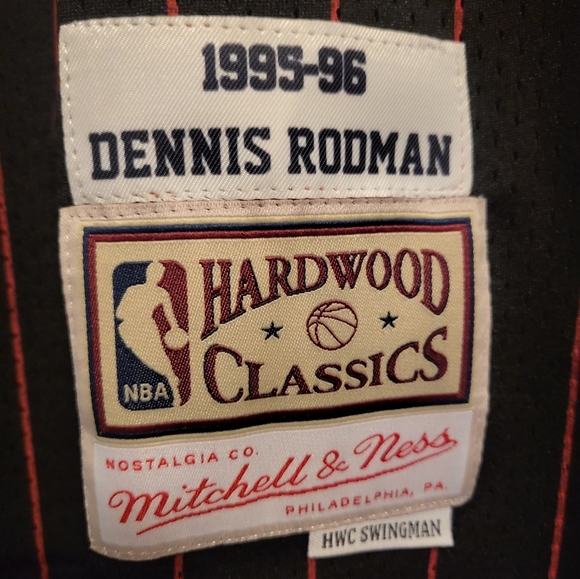 1995-96
DENNIS RODMAN
HARDWOOD
CLASSICS
NBA
NOSTALGIA CO.
Mitchell & Ness
PHILADELPHIA, PA.
HWC SWINGMAN